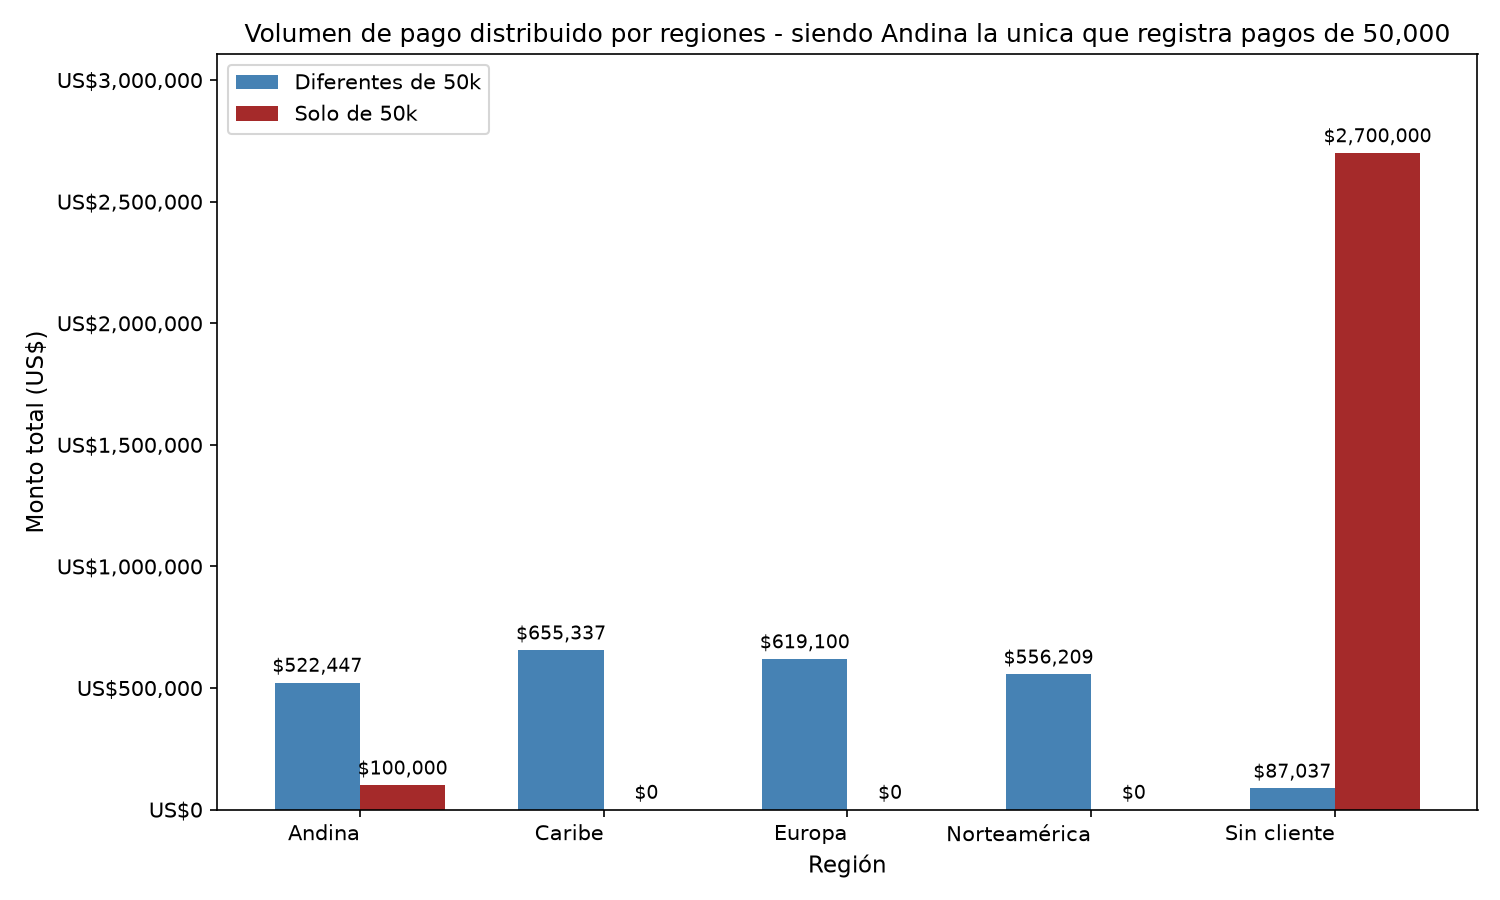 Volumen de pago distribuido por regiones - siendo Andina la unica que registra pagos de 50,000
Diferentes de 50k
Solo de 50k
US$3,000,000
US$2,500,000
US$2,000,000
US$1,500,000
US$1,000,000
US$500,000
US$0
Monto total (US$)
$522,447
$100,000
$655,337
$0
$619,100
$0
$556,209
$0
$87,037
$2,700,000
Andina
Caribe
Europa
Norteamérica
Sin cliente
Región